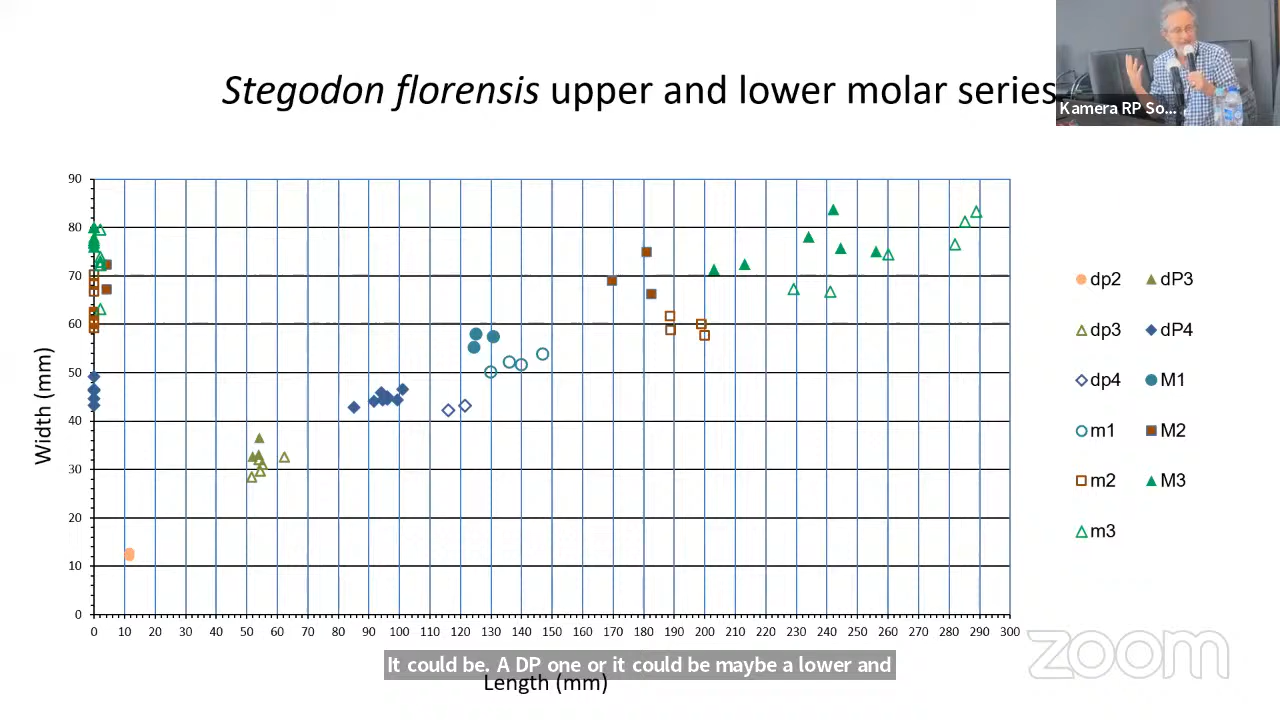 Stegodon florensis upper and lower molar series
Kamera RP So...
90
80
70
60
50
40
30
20
10
0
Width (mm)
0 10 20 30 40 50 60 70 80 90 100 110 120 130 140 150 160 170 180 190 200 210 220 230 240 250 260 270 280 290 300
Length (mm)
dp2 dP3
dp3 dP4
dp4 M1
m1 M2
m2 M3
m3
It could be. A DP one or it could be maybe a lower and
zoom